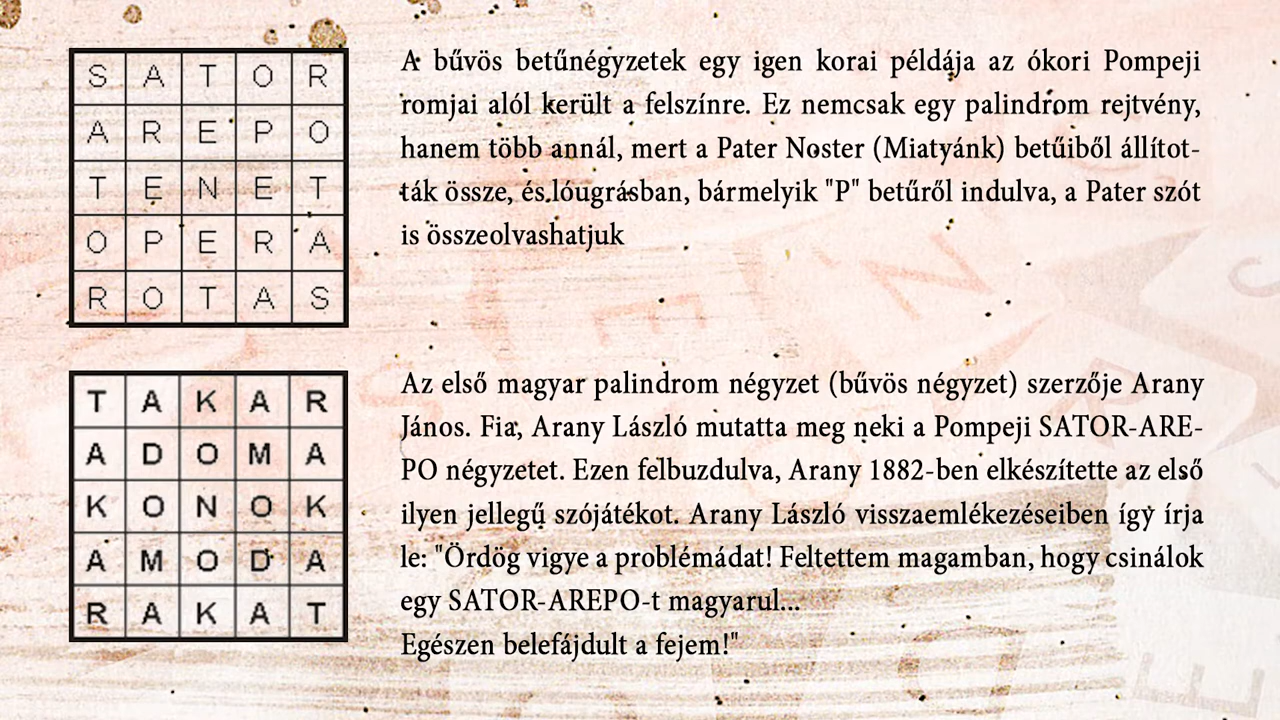 S A T O R
A R E P O
T E N E T
O P E R A
R O T A S
A bűvös betűnégyzetek egy igen korai példája az ókori Pompeji
romjai alól került a felszínre. Ez nemcsak egy palindrom rejtvény,
hanem több annál, mert a Pater Noster (Miatyánk) betűiből állítot-
ták össze, és lóugrásban, bármelyik "P" betűről indulva, a Pater szót
is összeolvashatjuk
T A K A R
A D O M A
K O N O K
A M O D A
R A K A T
Az első magyar palindrom négyzet (bűvös négyzet) szerzője Arany
János. Fia, Arany László mutatta meg neki a Pompeji SATOR-ARE-
PO négyzetet. Ezen felbuzdulva, Arany 1882-ben elkészítette az első
ilyen jellegű szójátékot. Arany László visszaemlékezéseiben így írja
le: "Ördög vigye a problémádat! Feltettem magamban, hogy csinálok
egy SATOR-AREPO-t magyarul...
Egészen belefájdult a fejem!"